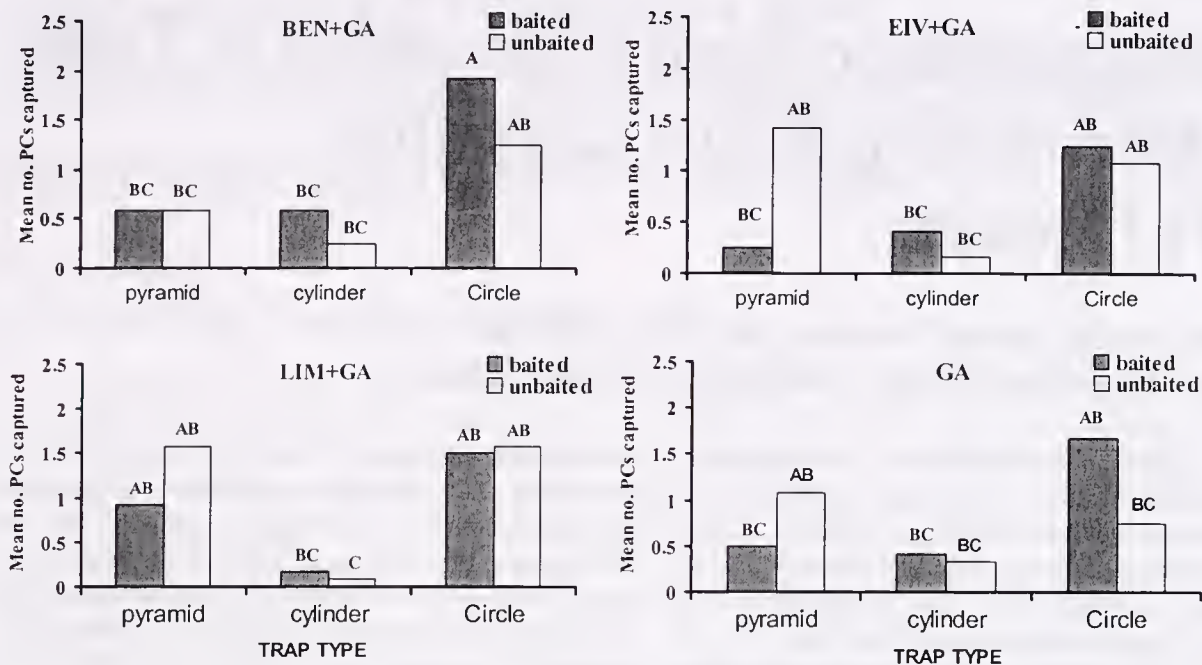 BEN+GA
baited
unbaited
Mean no. PCs captured
2.5
2
1.5
1
0.5
0
BC BC BC BC A AB
pyramid cylinder Circle
EIV+GA
baited
unbaited
Mean no. PCs captured
2.5
2
1.5
1
0.5
0
BC AB BC BC AB AB
pyramid cylinder Circle
LIM+GA
baited
unbaited
Mean no. PCs captured
2.5
2
1.5
1
0.5
0
AB AB BC C AB AB
pyramid cylinder Circle
TRAP TYPE
GA
baited
unbaited
Mean no. PCs captured
2.5
2
1.5
1
0.5
0
BC AB BC BC AB BC
pyramid cylinder Circle
TRAP TYPE